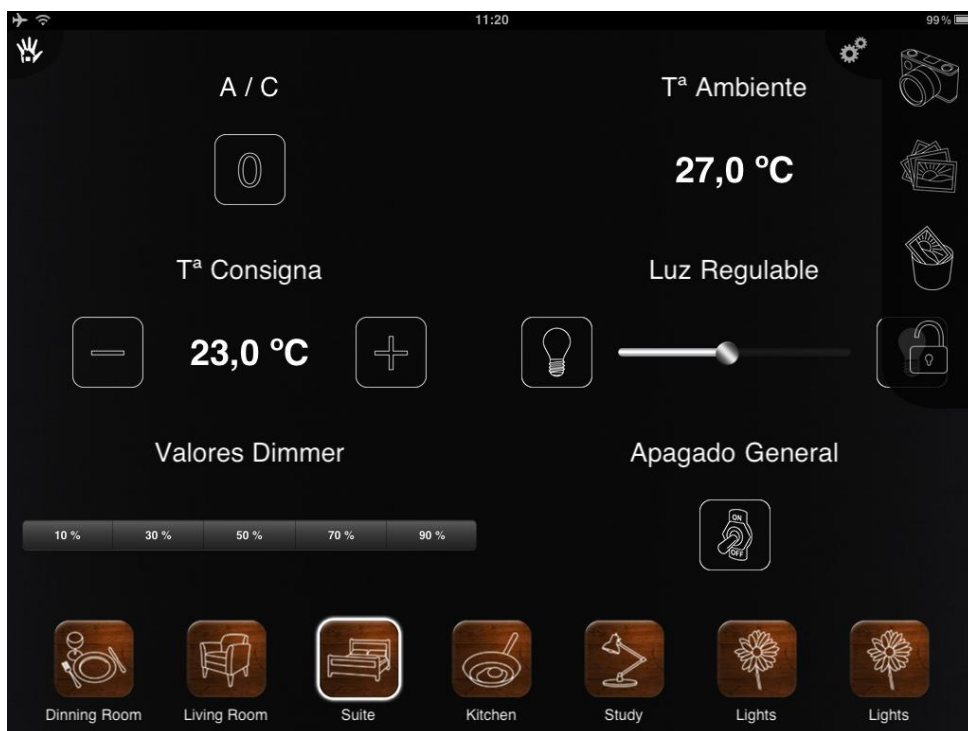 11:20
99 %
A / C
Tª Ambiente
0
27,0 ºC
Tª Consigna
Luz Regulable
23,0 ºC
Valores Dimmer
Apagado General
10 %
30 %
50 %
70 %
90 %
ON
OFF
Dinning Room
Living Room
Suite
Kitchen
Study
Lights
Lights